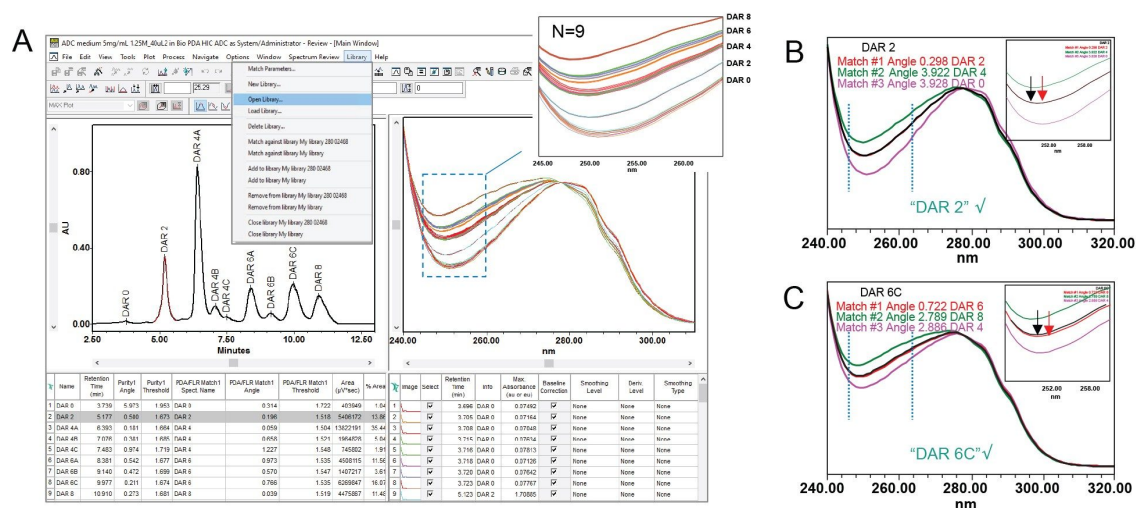 A
ADC medium 5mg/mL 1.25M_40uL2 in Bio PDA HIC ADC as System/Administrator - Review - [Main Window]
File Edit View Tools Plot Process Navigate Options Window Spectrum Review Library Help
25.29
0
MAX Plot
Match Parameters...
New Library...
Open Library...
Load Library...
Delete Library...
Match against library My library 280 02468
Match against library My library
Add to library My library 280 02468
Add to library My library
Remove from library My library 280 02468
Remove from library My library
Close library My library 280 02468
Close library My library
AU
0.80
0.40
0.00
DAR 0
DAR 2
DAR 4A
DAR 4B
DAR 4C
DAR 6A
DAR 6B
DAR 6C
DAR 8
2.50 5.00 7.50 10.00 12.50
Minutes
N=9
DAR 8
DAR 6
DAR 4
DAR 2
DAR 0
245.00 250.00 255.00 260.00
nm
240.00 260.00 280.00 300.00
nm
Name Retention Time (min) Purity1 Angle Purity1 Threshold PDA/FLR Match1 Spect. Name PDA/FLR Match1 Angle PDA/FLR Match1 Threshold Area (µV*sec) % Area
1 DAR 0 3.739 5.973 1.953 DAR 0 0.314 1.722 403949 1.04
2 DAR 2 5.177 0.580 1.673 DAR 2 0.196 1.518 5406172 13.86
3 DAR 4A 6.393 0.181 1.664 DAR 4 0.059 1.504 13822191 35.44
4 DAR 4B 7.076 0.381 1.685 DAR 4 0.658 1.521 1964828 5.04
5 DAR 4C 7.483 0.974 1.719 DAR 4 1.227 1.548 745802 1.91
6 DAR 6A 8.381 0.542 1.677 DAR 6 0.973 1.535 4508115 11.56
7 DAR 6B 9.140 0.472 1.699 DAR 6 0.570 1.547 1407217 3.61
8 DAR 6C 9.977 0.211 1.674 DAR 6 0.766 1.535 6269847 16.07
9 DAR 8 10.910 0.273 1.681 DAR 8 0.039 1.519 4475867 11.48
Image Select Retention Time (min) Info Max. Absorbance (au or eu) Baseline Correction Smoothing Level Deriv. Level Smoothing Type
1 3.696 DAR 0 0.07492 None None None
2 3.705 DAR 0 0.07164 None None None
3 3.708 DAR 0 0.07048 None None None
4 3.715 DAR 0 0.07634 None None None
5 3.716 DAR 0 0.07813 None None None
6 3.718 DAR 0 0.07126 None None None
7 3.720 DAR 0 0.07642 None None None
8 3.723 DAR 0 0.07767 None None None
9 5.123 DAR 2 1.70885 None None None
B
DAR 2
Match #1 Angle 0.298 DAR 2
Match #2 Angle 3.922 DAR 4
Match #3 Angle 3.928 DAR 0
252.00 258.00
nm
"DAR 2" √
240.00 260.00 280.00 300.00 320.00
nm
C
DAR 6C
Match #1 Angle 0.722 DAR 6
Match #2 Angle 2.789 DAR 8
Match #3 Angle 2.886 DAR 4
252.00 258.00
nm
"DAR 6C"√
240.00 260.00 280.00 300.00 320.00
nm